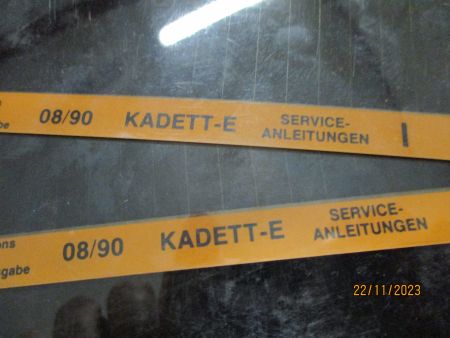 08/90 KADETT-E SERVICE-
ANLEITUNGEN I
08/90 KADETT-E SERVICE-
ANLEITUNGEN
22/11/2023